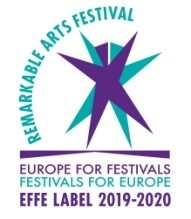 REMARKABLE ARTS FESTIVAL
EUROPE FOR FESTIVALS
FESTIVALS FOR EUROPE
EFFE LABEL 2019-2020